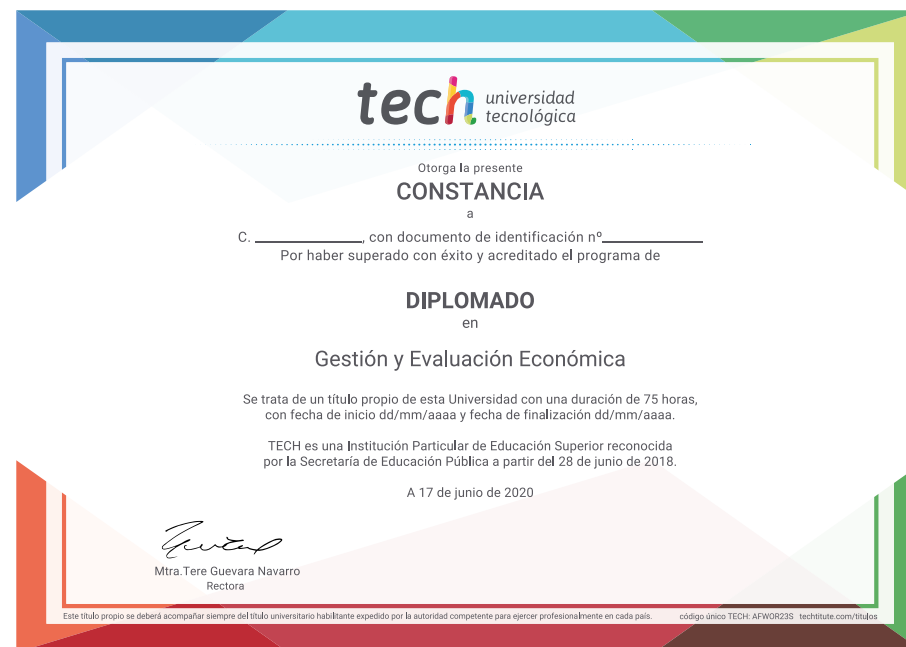 tech universidad
tecnológica
Otorga la presente
CONSTANCIA
a
C. ______________, con documento de identificación nº_____________
Por haber superado con éxito y acreditado el programa de
DIPLOMADO
en
Gestión y Evaluación Económica
Se trata de un título propio de esta Universidad con una duración de 75 horas,
con fecha de inicio dd/mm/aaaa y fecha de finalización dd/mm/aaaa.
TECH es una Institución Particular de Educación Superior reconocida
por la Secretaría de Educación Pública a partir del 28 de junio de 2018.
A 17 de junio de 2020
Mtra.Tere Guevara Navarro
Rectora
Este título propio se deberá acompañar siempre del título universitario habilitante expedido por la autoridad competente para ejercer profesionalmente en cada país. código único TECH: AFWOR23S techtitute.com/titulos